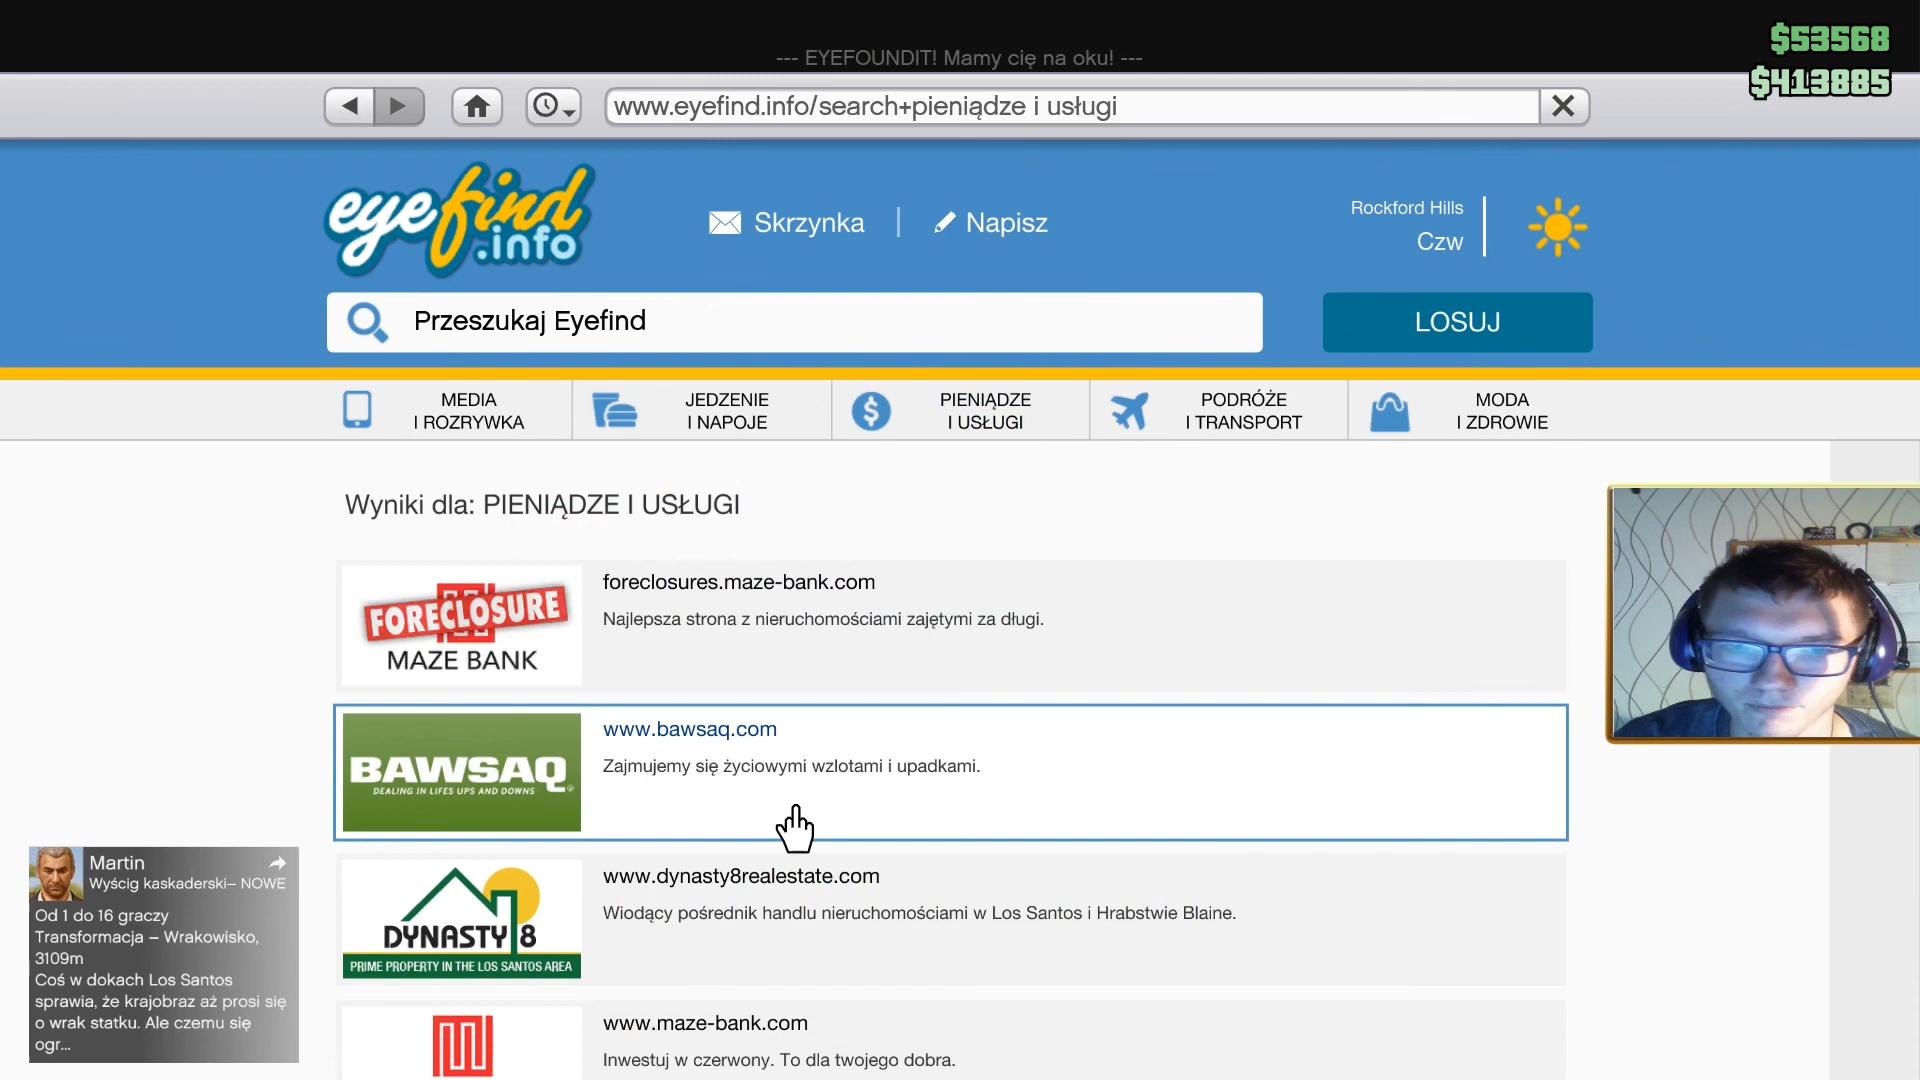 $53568
--- EYEFOUNDIT! Mamy cię na oku! ---
$413885
www.eyefind.info/search+pieniądze i usługi
eyefind
.info
Skrzynka
Napisz
Rockford Hills
Czw
Przeszukaj Eyefind
LOSUJ
MEDIA
I ROZRYWKA
JEDZENIE
I NAPOJE
PIENIĄDZE
I USŁUGI
PODRÓŻE
I TRANSPORT
MODA
I ZDROWIE
Wyniki dla: PIENIĄDZE I USŁUGI
FORECLOSURE
MAZE BANK
foreclosures.maze-bank.com
Najlepsza strona z nieruchomościami zajętymi za długi.
BAWSAQ
DEALING IN LIFES UPS AND DOWNS
www.bawsaq.com
Zajmujemy się życiowymi wzlotami i upadkami.
DYNASTY 8
PRIME PROPERTY IN THE LOS SANTOS AREA
www.dynasty8realestate.com
Wiodący pośrednik handlu nieruchomościami w Los Santos i Hrabstwie Blaine.
www.maze-bank.com
Inwestuj w czerwony. To dla twojego dobra.
Martin
Wyścig kaskaderski– NOWE
Od 1 do 16 graczy
Transformacja – Wrakowisko,
3109m
Coś w dokach Los Santos
sprawia, że krajobraz aż prosi się
o wrak statku. Ale czemu się
ogr...